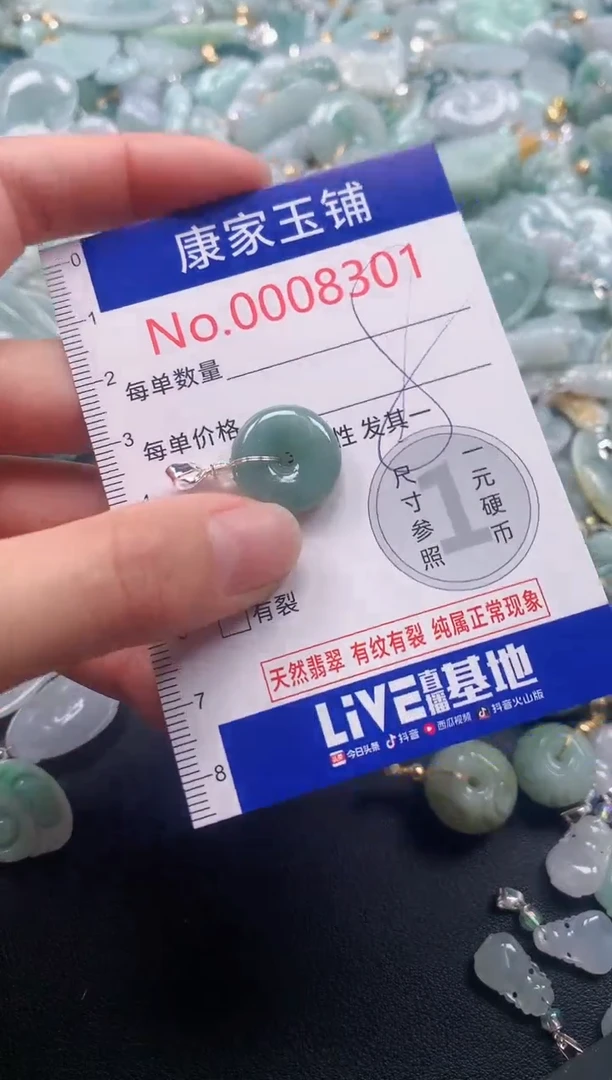 康家玉铺
No.0008301
0
1
2
3
7
8
每单数量
每单价格
性 发其一
一元硬币
尺寸参照
1
有裂
天然翡翠 有纹有裂 纯属正常现象
LiVE直播基地
今日头条 抖音 西瓜视频 抖音火山版